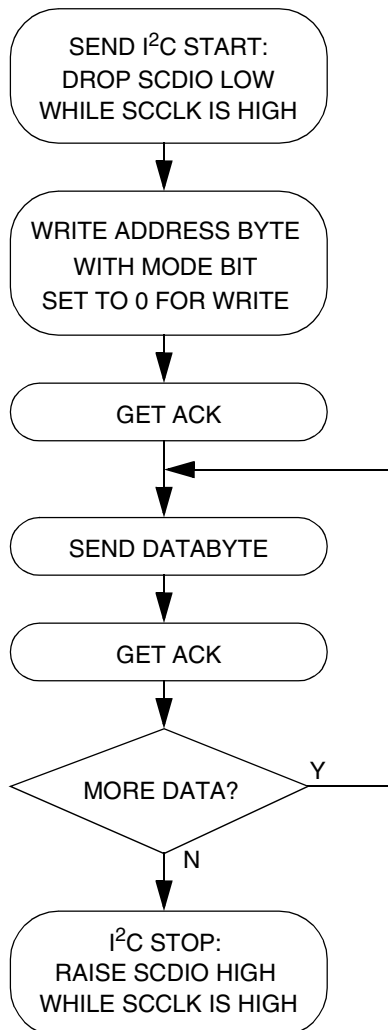 SEND I²C START:
DROP SCDIO LOW
WHILE SCCLK IS HIGH
WRITE ADDRESS BYTE
WITH MODE BIT
SET TO 0 FOR WRITE
GET ACK
SEND DATABYTE
GET ACK
MORE DATA?
Y
N
I²C STOP:
RAISE SCDIO HIGH
WHILE SCCLK IS HIGH